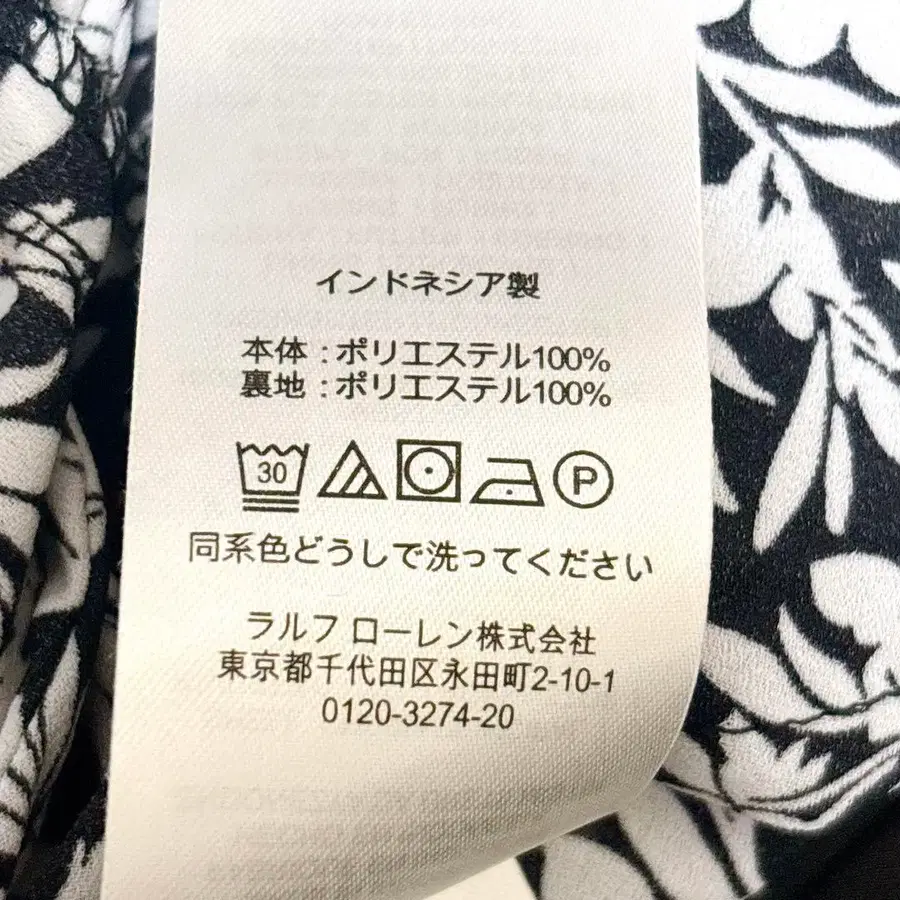 インドネシア製
本体 : ポリエステル100%
裏地 : ポリエステル100%
30 P
同系色どうしで洗ってください
ラルフ ローレン株式会社
東京都千代田区永田町2-10-1
0120-3274-20